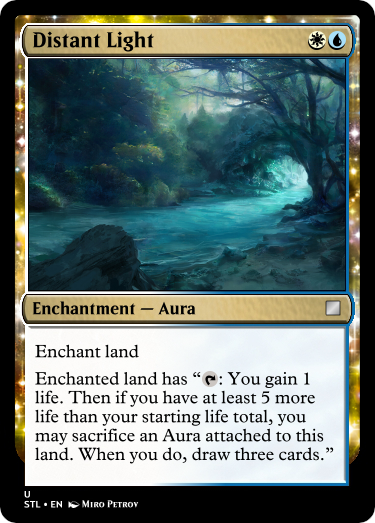 Distant Light
Enchantment — Aura
Enchant land
Enchanted land has “: You gain 1
life. Then if you have at least 5 more
life than your starting life total, you
may sacrifice an Aura attached to this
land. When you do, draw three cards.”
U
STL • EN Miro Petrov